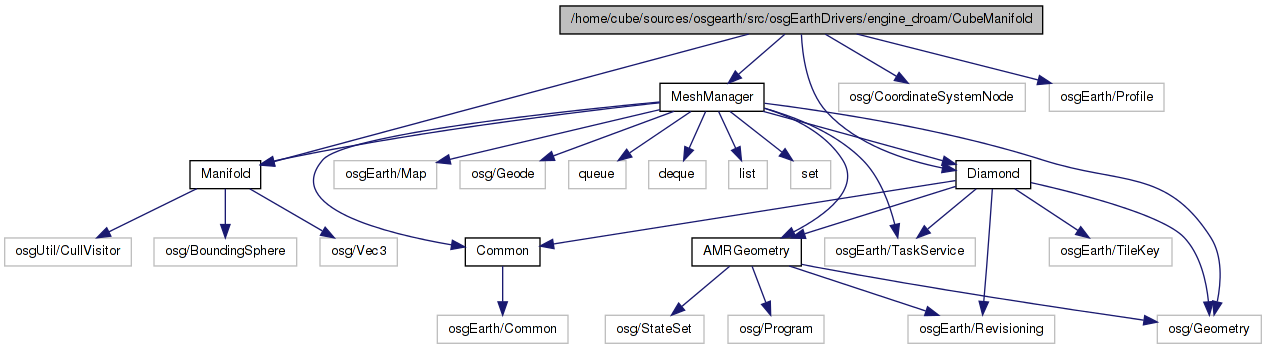 /home/cube/sources/osgearth/src/osgEarthDrivers/engine_droam/CubeManifold
MeshManager
osg/CoordinateSystemNode
osgEarth/Profile
Manifold
osgEarth/Map
osg/Geode
queue
deque
list
set
Diamond
osgUtil/CullVisitor
osg/BoundingSphere
osg/Vec3
Common
AMRGeometry
osgEarth/TaskService
osgEarth/TileKey
osgEarth/Common
osg/StateSet
osg/Program
osgEarth/Revisioning
osg/Geometry